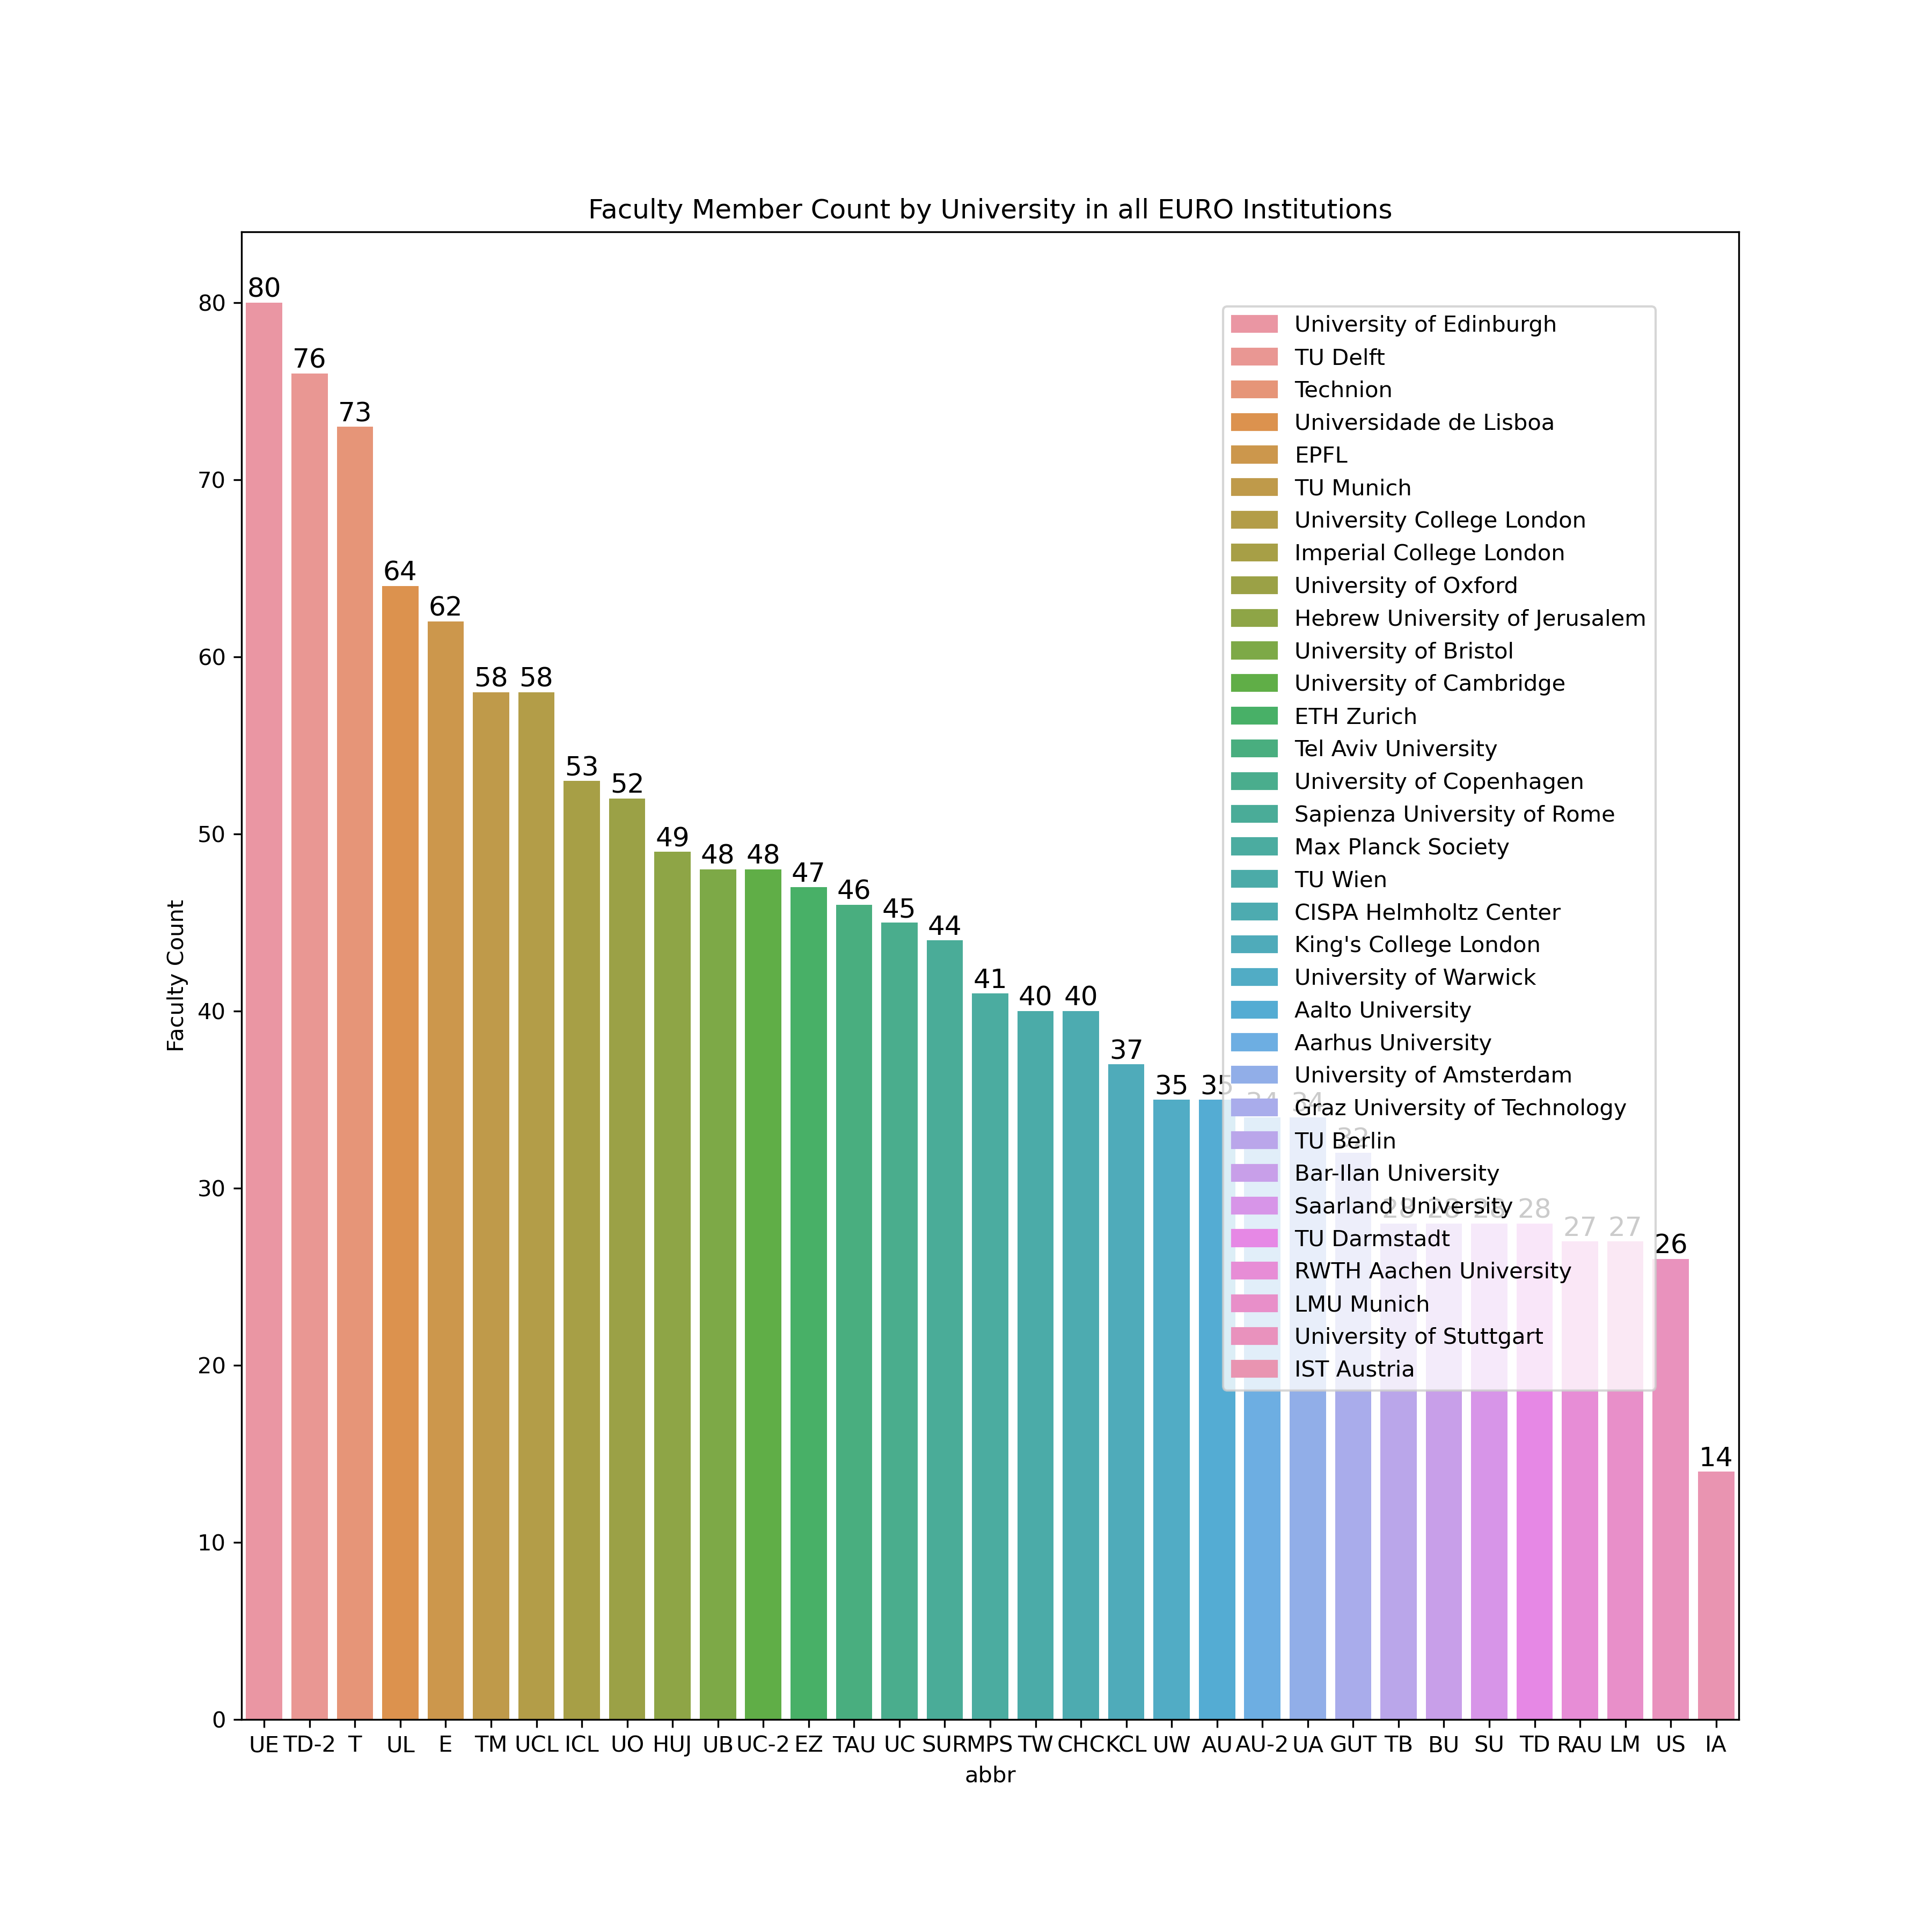 Faculty Member Count by University in all EURO Institutions
80
76
73
64
62
58
58
53
52
49
48
48
47
46
45
44
41
40
40
37
35
35
34
34
32
28
28
28
28
27
27
26
14
University of Edinburgh
TU Delft
Technion
Universidade de Lisboa
EPFL
TU Munich
University College London
Imperial College London
University of Oxford
Hebrew University of Jerusalem
University of Bristol
University of Cambridge
ETH Zurich
Tel Aviv University
University of Copenhagen
Sapienza University of Rome
Max Planck Society
TU Wien
CISPA Helmholtz Center
King's College London
University of Warwick
Aalto University
Aarhus University
University of Amsterdam
Graz University of Technology
TU Berlin
Bar-Ilan University
Saarland University
TU Darmstadt
RWTH Aachen University
LMU Munich
University of Stuttgart
IST Austria
Faculty Count
80
70
60
50
40
30
20
10
0
UE TD-2 T UL E TM UCL ICL UO HUJ UB UC-2 EZ TAU UC SUR MPS TW CHC KCL UW AU AU-2 UA GUT TB BU SU TD RAU LM US IA
abbr